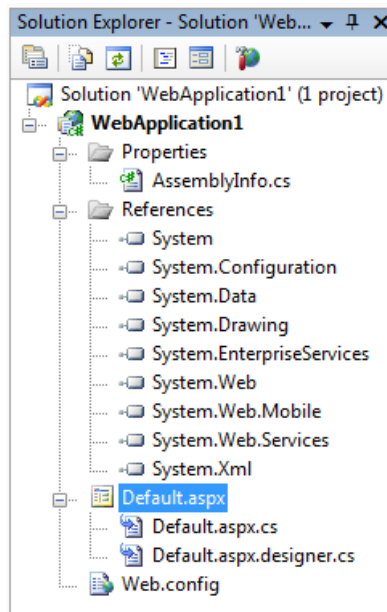 Solution Explorer - Solution 'Web...
Solution 'WebApplication1' (1 project)
WebApplication1
Properties
AssemblyInfo.cs
References
System
System.Configuration
System.Data
System.Drawing
System.EnterpriseServices
System.Web
System.Web.Mobile
System.Web.Services
System.Xml
Default.aspx
Default.aspx.cs
Default.aspx.designer.cs
Web.config